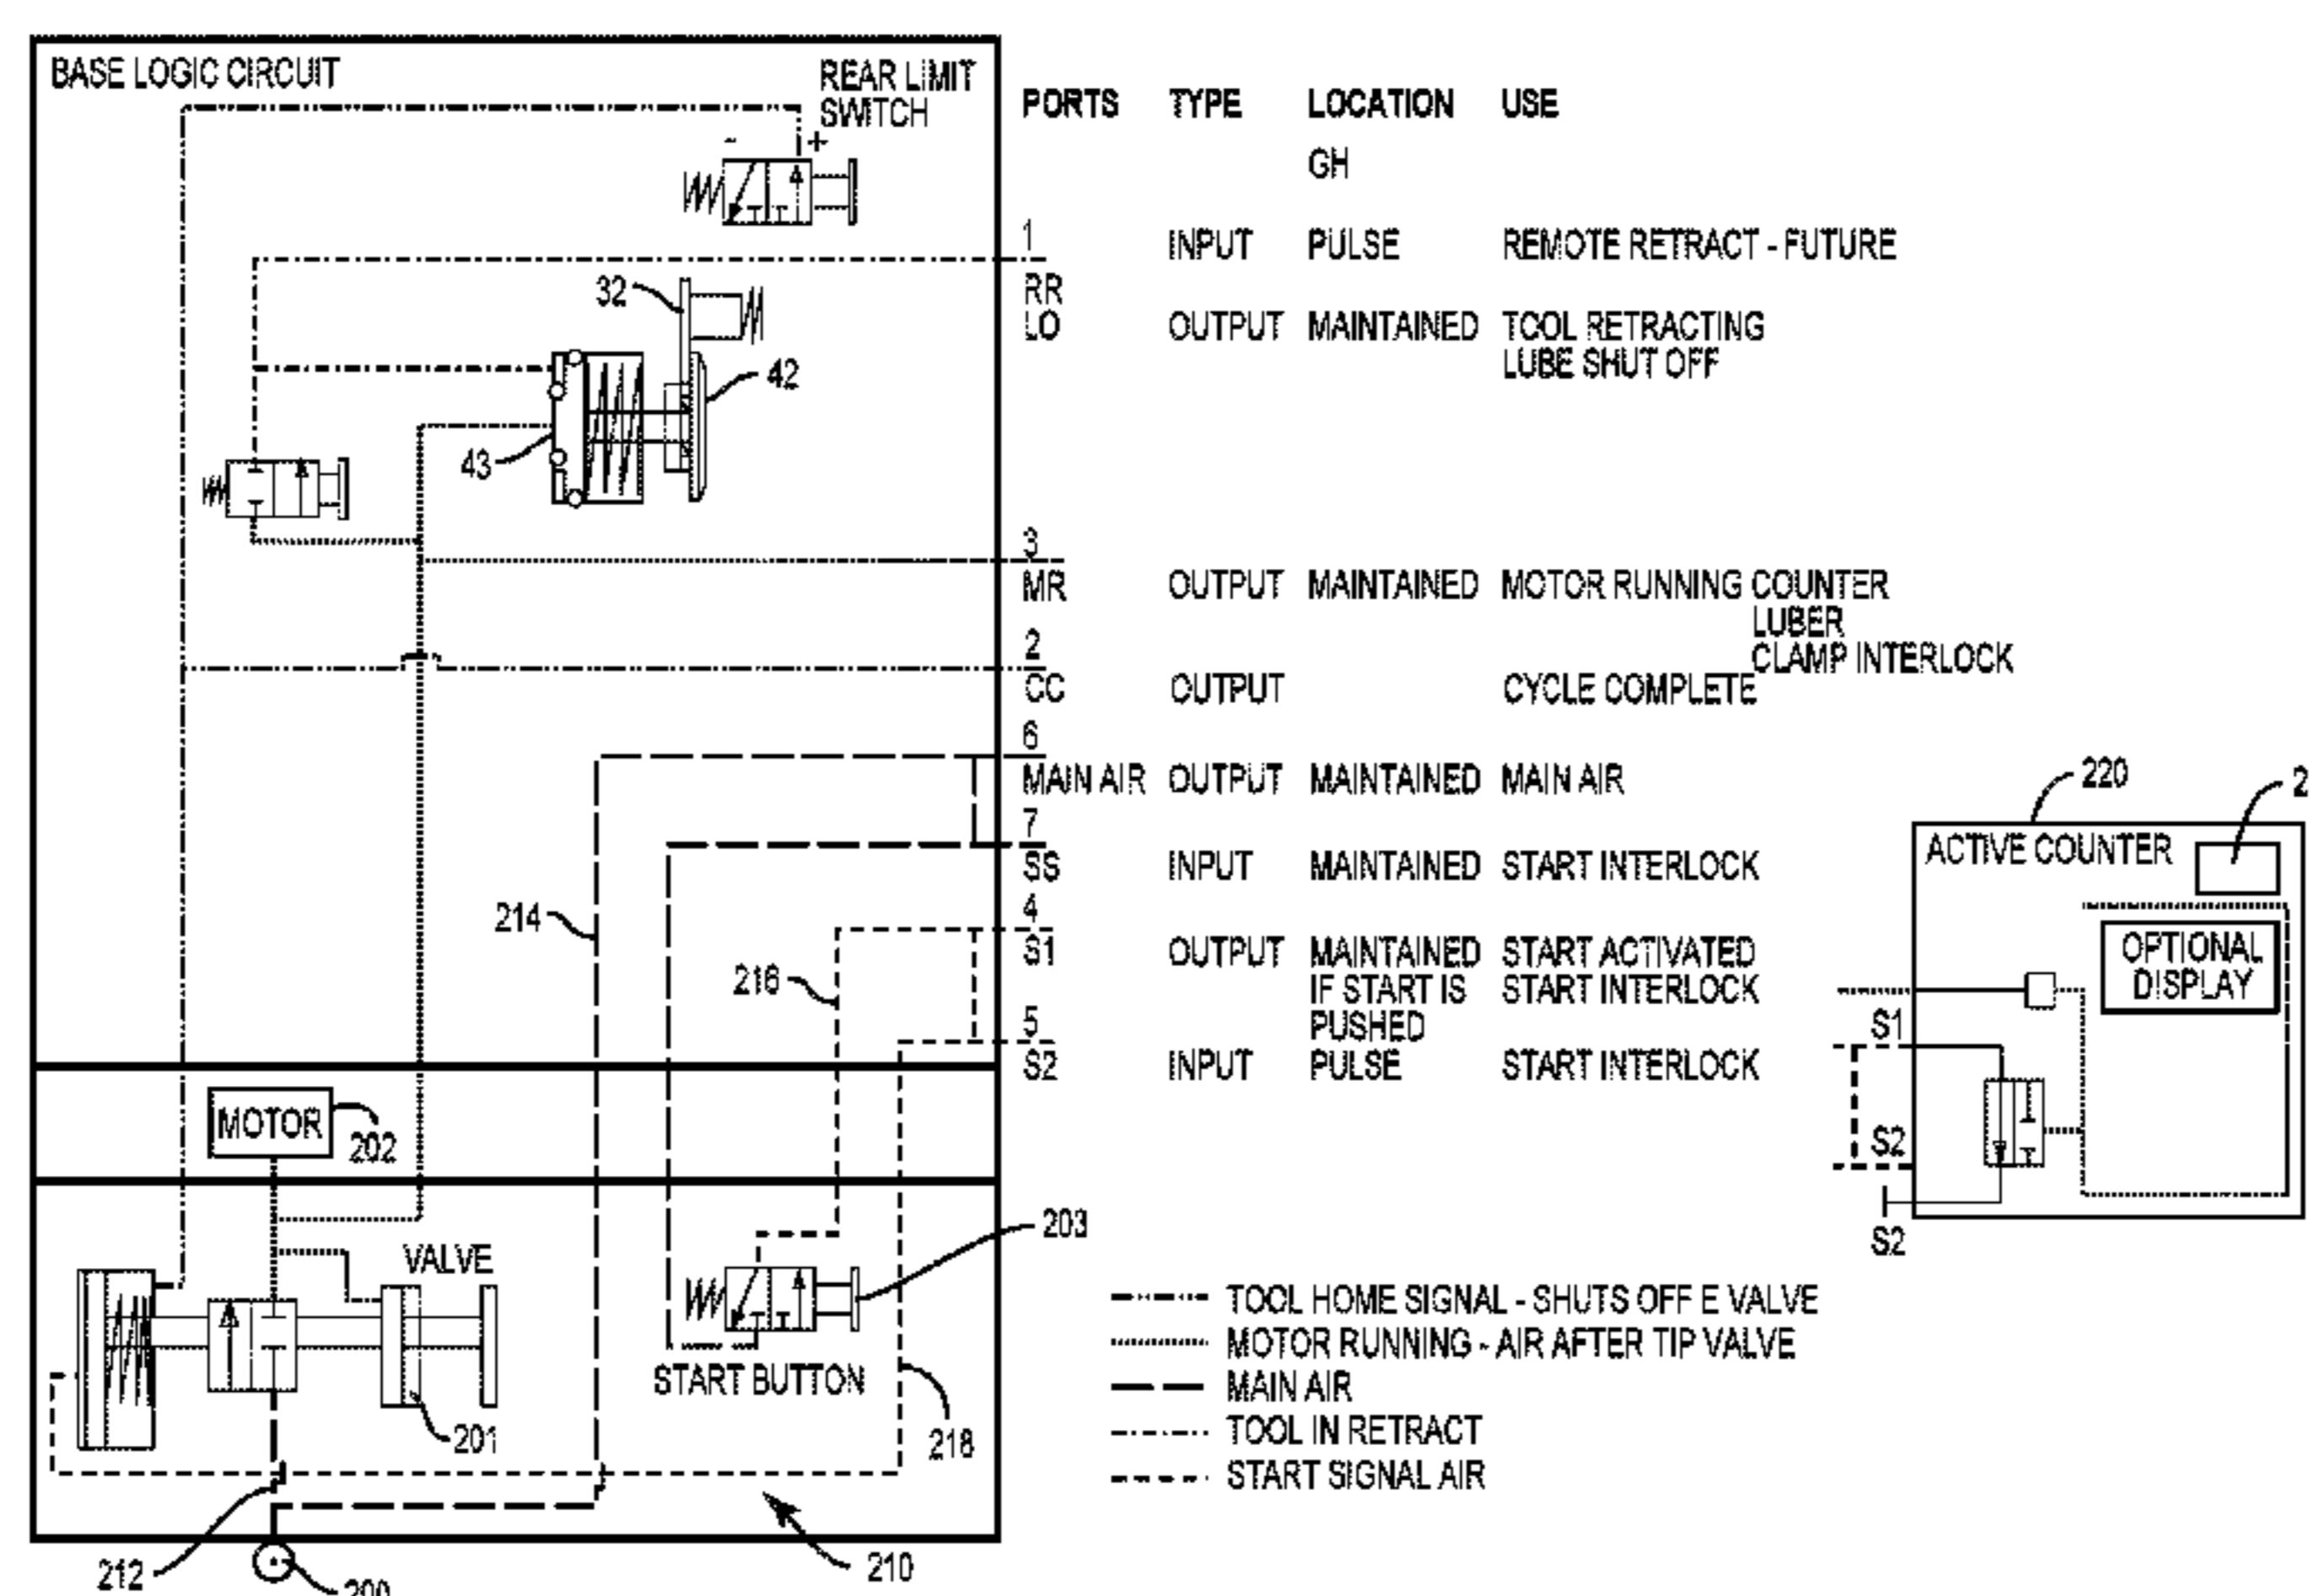 BASE LOGIC CIRCUIT
REAR LIMIT
SWITCH
- +
32
42
43
PORTS TYPE LOCATION USE
GH
1
INPUT PULSE REMOTE RETRACT - FUTURE
RR
LO OUTPUT MAINTAINED TOOL RETRACTING
LUBE SHUT OFF
3
MR OUTPUT MAINTAINED MOTOR RUNNING COUNTER
LUBER
CLAMP INTERLOCK
2
CC OUTPUT CYCLE COMPLETE
6
MAIN AIR OUTPUT MAINTAINED MAIN AIR
7
SS INPUT MAINTAINED START INTERLOCK
4
S1 OUTPUT MAINTAINED START ACTIVATED
IF START IS START INTERLOCK
PUSHED
5
S2 INPUT PULSE START INTERLOCK
214
216
MOTOR
202
VALVE
203
START BUTTON
201
218
212
200
210
220
2
ACTIVE COUNTER
OPTIONAL
DISPLAY
S1
S2
S2
TOOL HOME SIGNAL - SHUTS OFF E VALVE
MOTOR RUNNING - AIR AFTER TIP VALVE
MAIN AIR
TOOL IN RETRACT
START SIGNAL AIR